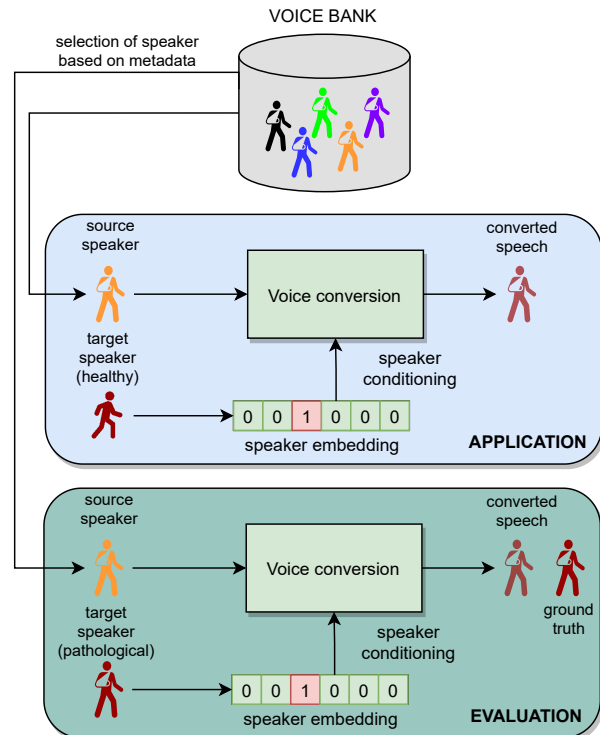 VOICE BANK
selection of speaker
based on metadata
source
speaker
converted
speech
Voice conversion
target
speaker
(healthy)
speaker
conditioning
0 0 1 0 0 0
speaker embedding
APPLICATION
source
speaker
converted
speech
Voice conversion
target
speaker
(pathological)
ground
truth
speaker
conditioning
0 0 1 0 0 0
speaker embedding
EVALUATION